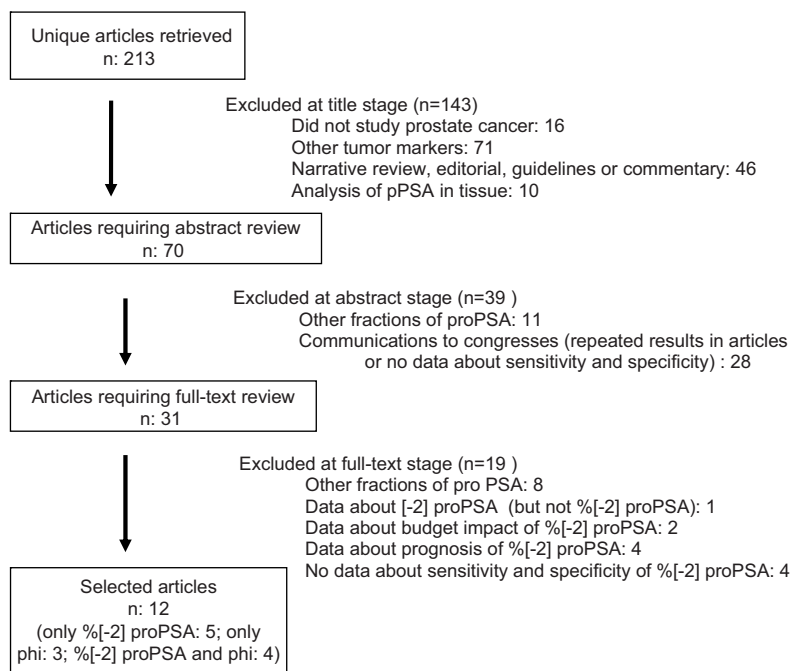 Unique articles retrieved
n: 213
Excluded at title stage (n=143)
Did not study prostate cancer: 16
Other tumor markers: 71
Narrative review, editorial, guidelines or commentary: 46
Analysis of pPSA in tissue: 10
Articles requiring abstract review
n: 70
Excluded at abstract stage (n=39 )
Other fractions of proPSA: 11
Communications to congresses (repeated results in articles
or no data about sensitivity and specificity) : 28
Articles requiring full-text review
n: 31
Excluded at full-text stage (n=19 )
Other fractions of pro PSA: 8
Data about [-2] proPSA (but not %[-2] proPSA): 1
Data about budget impact of %[-2] proPSA: 2
Data about prognosis of %[-2] proPSA: 4
No data about sensitivity and specificity of %[-2] proPSA: 4
Selected articles
n: 12
(only %[-2] proPSA: 5; only
phi: 3; %[-2] proPSA and phi: 4)